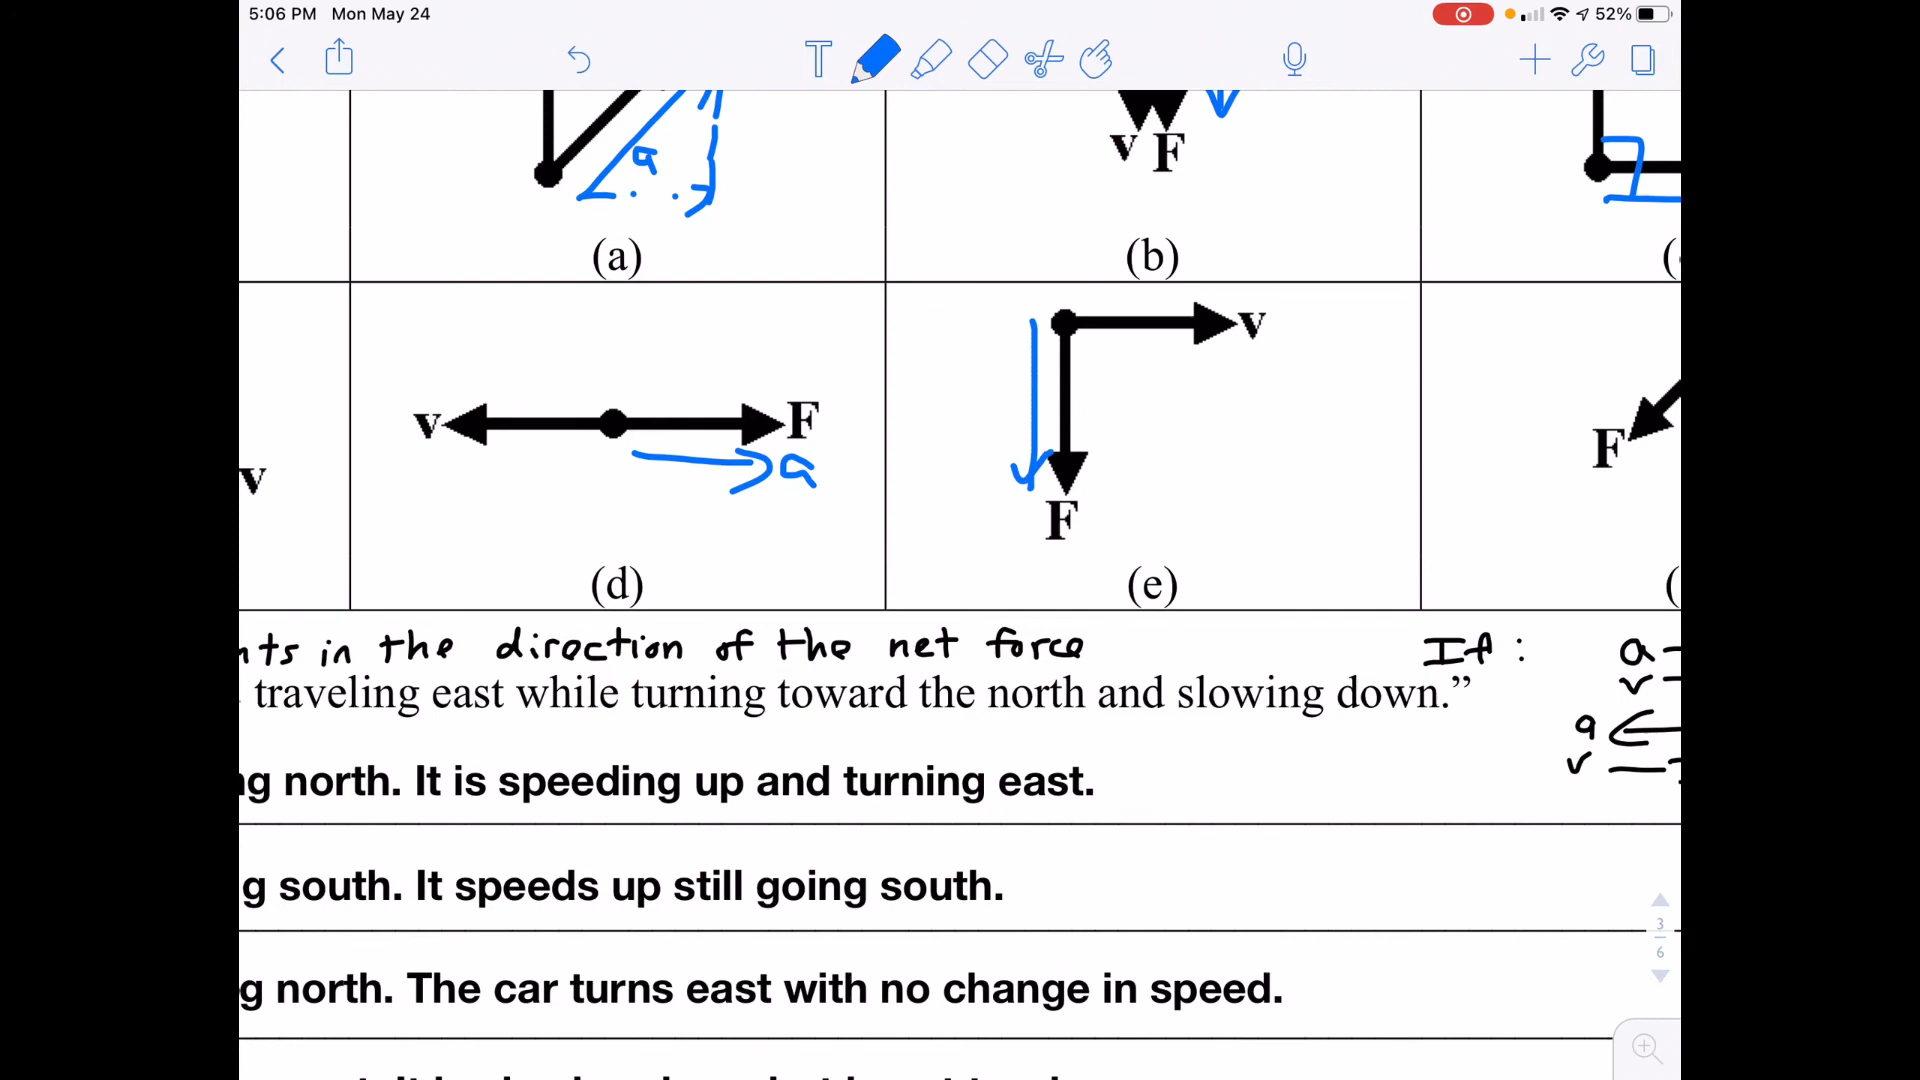 5:06 PM Mon May 24
52%
T
v F
a
(a)
(b)
v
v
F
a
v
F
F
(d)
(e)
in the direction of the net force
If :
a
v
traveling east while turning toward the north and slowing down.”
a
v
north. It is speeding up and turning east.
south. It speeds up still going south.
3
6
north. The car turns east with no change in speed.